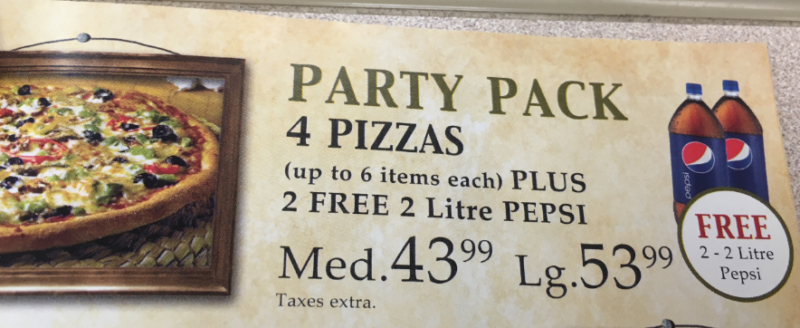 PARTY PACK
4 PIZZAS
(up to 6 items each) PLUS
2 FREE 2 Litre PEPSI
Med.43⁹⁹ Lg.53⁹⁹
Taxes extra.
pepsi
FREE
2 - 2 Litre
Pepsi